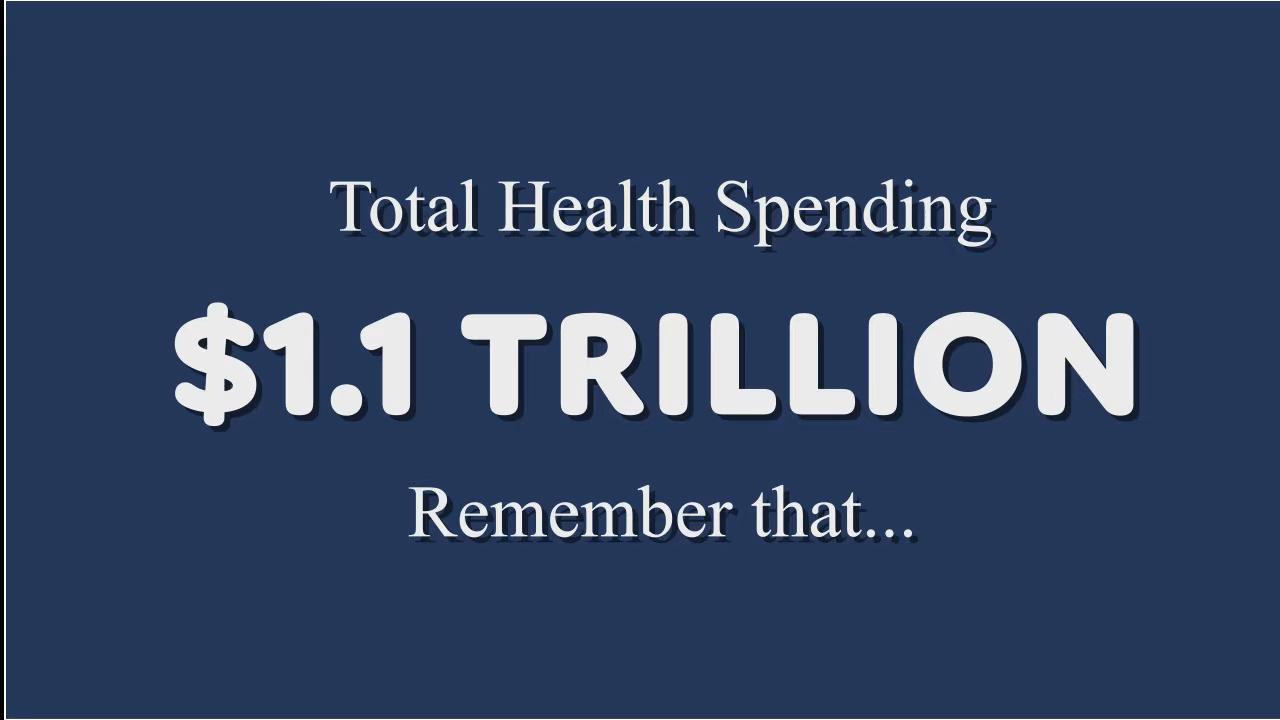 Total Health Spending
$1.1 TRILLION
Remember that...